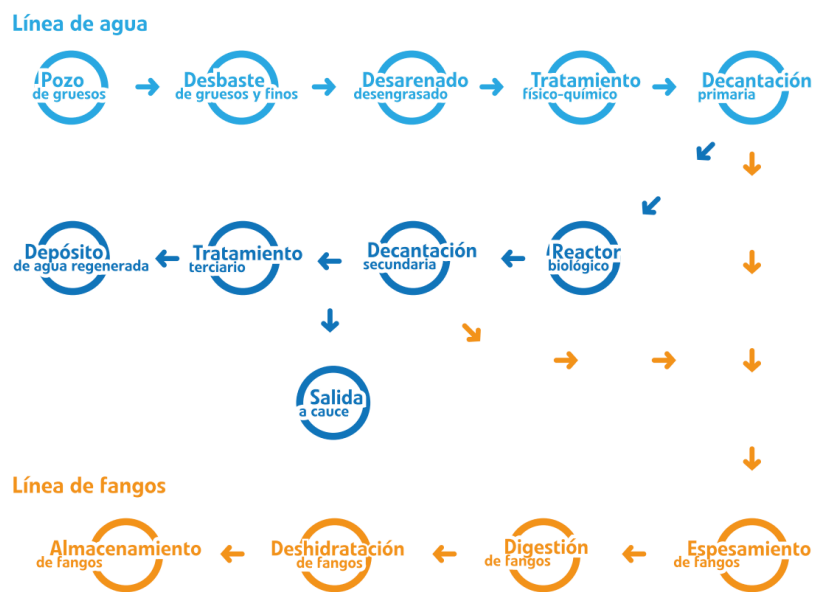 Línea de agua
Pozo
de gruesos
Desbaste
de gruesos y finos
Desarenado
desengrasado
Tratamiento
físico-químico
Decantación
primaria
Depósito
de agua regenerada
Tratamiento
terciario
Decantación
secundaria
Reactor
biológico
Salida
a cauce
Línea de fangos
Almacenamiento
de fangos
Deshidratación
de fangos
Digestión
de fangos
Espesamiento
de fangos